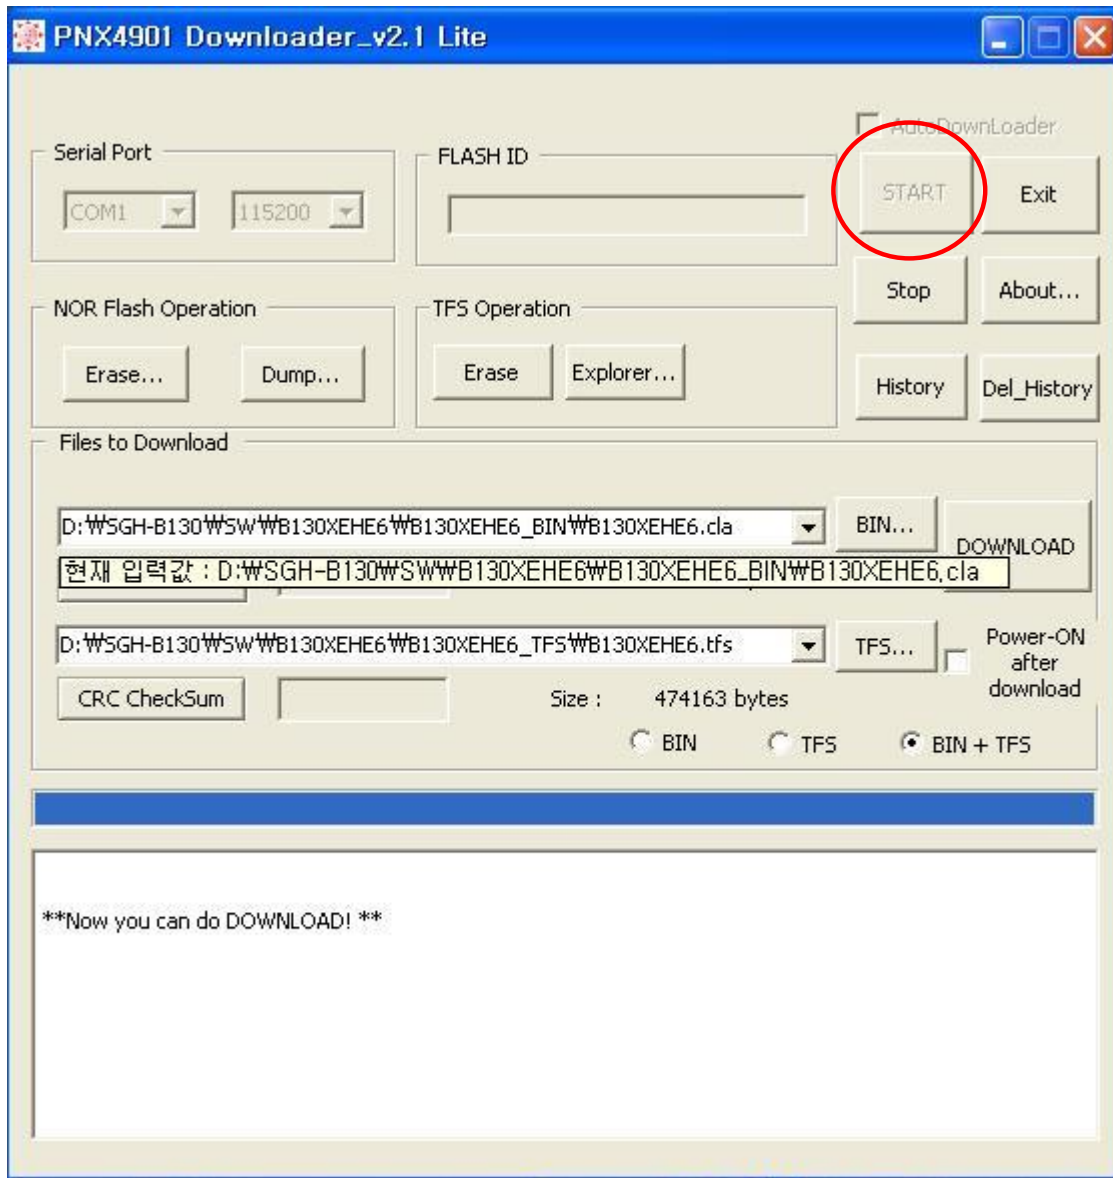 PNX4901 Downloader_v2.1 Lite
AutoDownLoader
Serial Port
FLASH ID
COM1
115200
START
Exit
Stop
About...
NOR Flash Operation
TFS Operation
Erase...
Dump...
Erase
Explorer...
History
Del_History
Files to Download
D:₩SGH-B130₩SW₩B130XEHE6₩B130XEHE6_BIN₩B130XEHE6.cla
BIN...
DOWNLOAD
현재 입력값 : D:₩SGH-B130₩SW₩B130XEHE6₩B130XEHE6_BIN₩B130XEHE6.cla
D:₩SGH-B130₩SW₩B130XEHE6₩B130XEHE6_TFS₩B130XEHE6.tfs
TFS...
Power-ON
after
download
CRC CheckSum
Size : 474163 bytes
BIN
TFS
BIN + TFS
**Now you can do DOWNLOAD! **